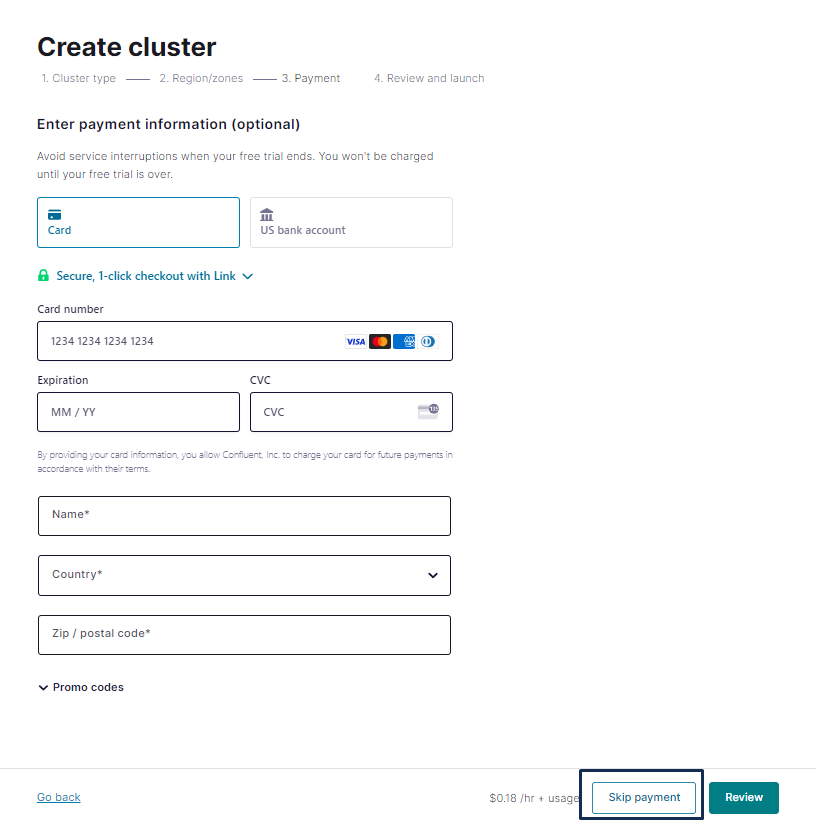 Create cluster
1. Cluster type 2. Region/zones 3. Payment 4. Review and launch
Enter payment information (optional)
Avoid service interruptions when your free trial ends. You won't be charged
until your free trial is over.
Card
US bank account
Secure, 1-click checkout with Link
Card number
1234 1234 1234 1234 VISA
Expiration CVC
MM / YY CVC 135
By providing your card information, you allow Confluent, Inc. to charge your card for future payments in
accordance with their terms.
Name*
Country*
Zip / postal code*
Promo codes
Go back $0.18 /hr + usage Skip payment Review